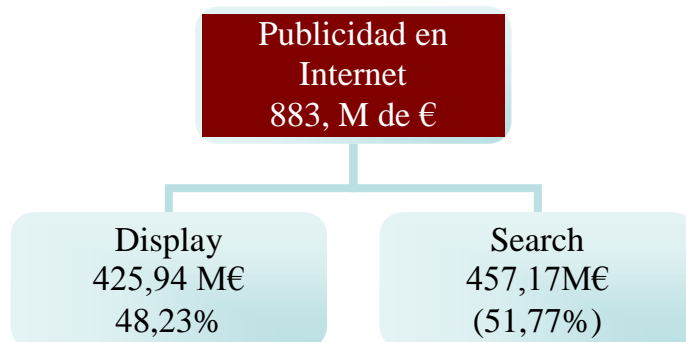 Publicidad en
Internet
883, M de €
Display
425,94 M€
48,23%
Search
457,17M€
(51,77%)